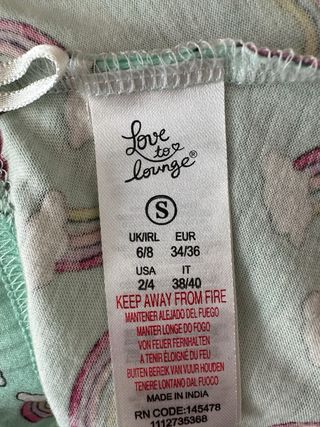 Love
to
lounge®
S
UK/IRL EUR
6/8 34/36
USA IT
2/4 38/40
KEEP AWAY FROM FIRE
MANTENER ALEJADO DEL FUEGO
MANTER LONGE DO FOGO
VON FEUER FERNHALTEN
A TENIR ÉLOIGNÉ DU FEU
BUITEN BEREIK VAN VUUR HOUDEN
TENERE LONTANO DAL FUOCO
MADE IN INDIA
RN CODE:145478
1112735368